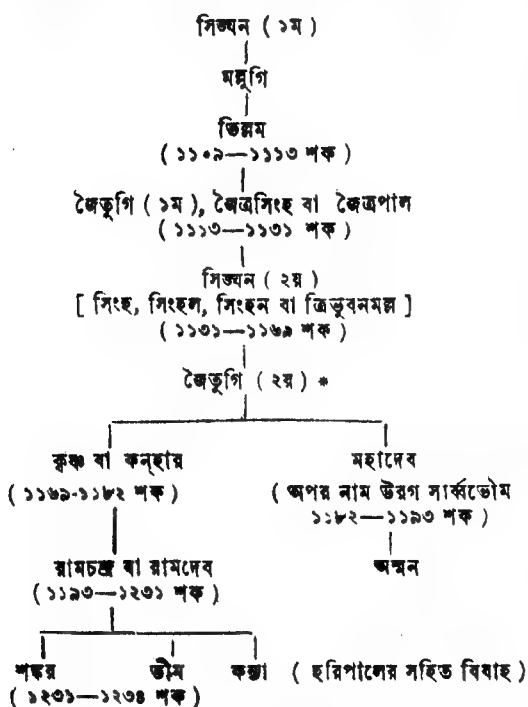 সিঙ্ঘন ( ১ম )
মল্লুগি
ভিল্লম
( ১১০৯—১১১৩ শক )
জৈতুগি ( ১ম ), জৈত্রসিংহ বা জৈত্রপাল
( ১১১৩—১১৩১ শক )
সিঙ্ঘন ( ২য় )
[ সিংহ, সিংহল, সিংহন বা ত্রিভুবনমল্ল ]
( ১১৩১—১১৬৯ শক )
জৈতুগি ( ২য় ) *
কৃষ্ণ বা কন্হার মহাদেব
( ১১৬৯-১১৮২ শক ) ( অপর নাম উরগ সার্ব্বভৌম
১১৮২—১১৯৩ শক )
রামচন্দ্র বা রামদেব অম্মন
( ১১৯৩—১২৩১ শক )
শঙ্কর ভীম কন্তা ( হরিপালের সহিত বিবাহ )
( ১২৩১—১২৩৪ শক )